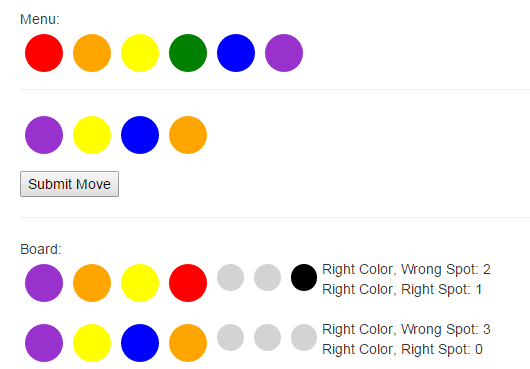 Menu:
Submit Move
Board:
Right Color, Wrong Spot: 2
Right Color, Right Spot: 1
Right Color, Wrong Spot: 3
Right Color, Right Spot: 0